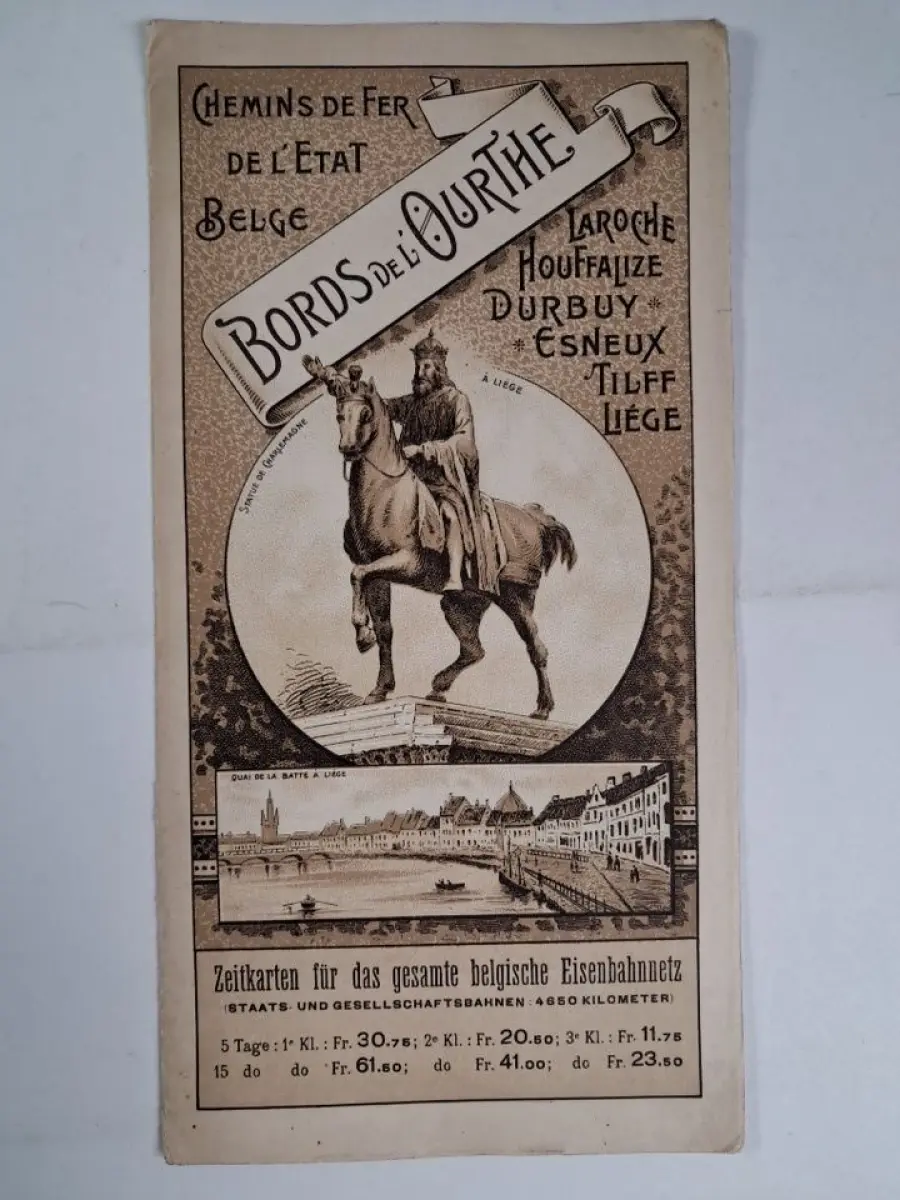 CHEMINS DE FER
DE L'ETAT
BELGE
BORDS DE L'OURTHE
LAROCHE
HOUFFALIZE
DURBUY *
* ESNEUX
TILFF
LIÉGE
STATUE DE CHARLEMAGNE
À LIÉGE
QUAI DE LA BATTE A LIÉGE
Zeitkarten für das gesamte belgische Eisenbahnnetz
(STAATS- UND GESELLSCHAFTSBAHNEN : 4650 KILOMETER)
5 Tage : 1e Kl. : Fr. 30.75; 2e Kl. : Fr. 20.50; 3e Kl. : Fr. 11.75
15 do do Fr. 61.50; do Fr. 41.00; do Fr. 23.50